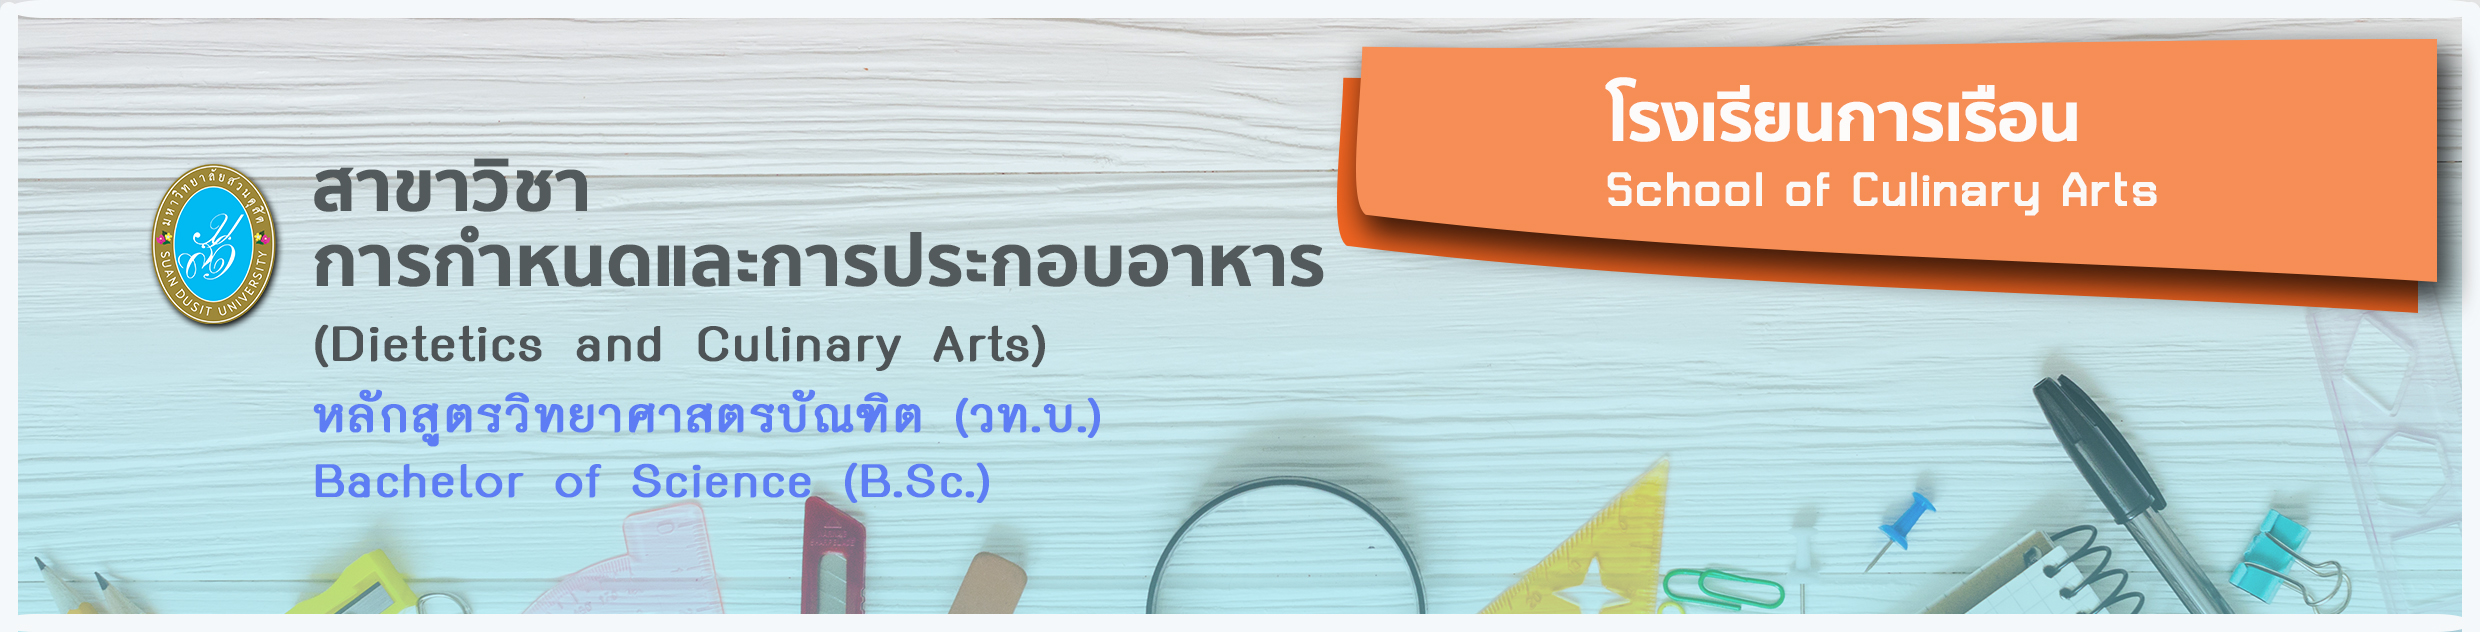 โรงเรียนการเรือน
School of Culinary Arts
มหาวิทยาลัยสวนดุสิต
SUAN DUSIT UNIVERSITY
สาขาวิชา
การกำหนดและการประกอบอาหาร
(Dietetics and Culinary Arts)
หลักสูตรวิทยาศาสตรบัณฑิต (วท.บ.)
Bachelor of Science (B.Sc.)